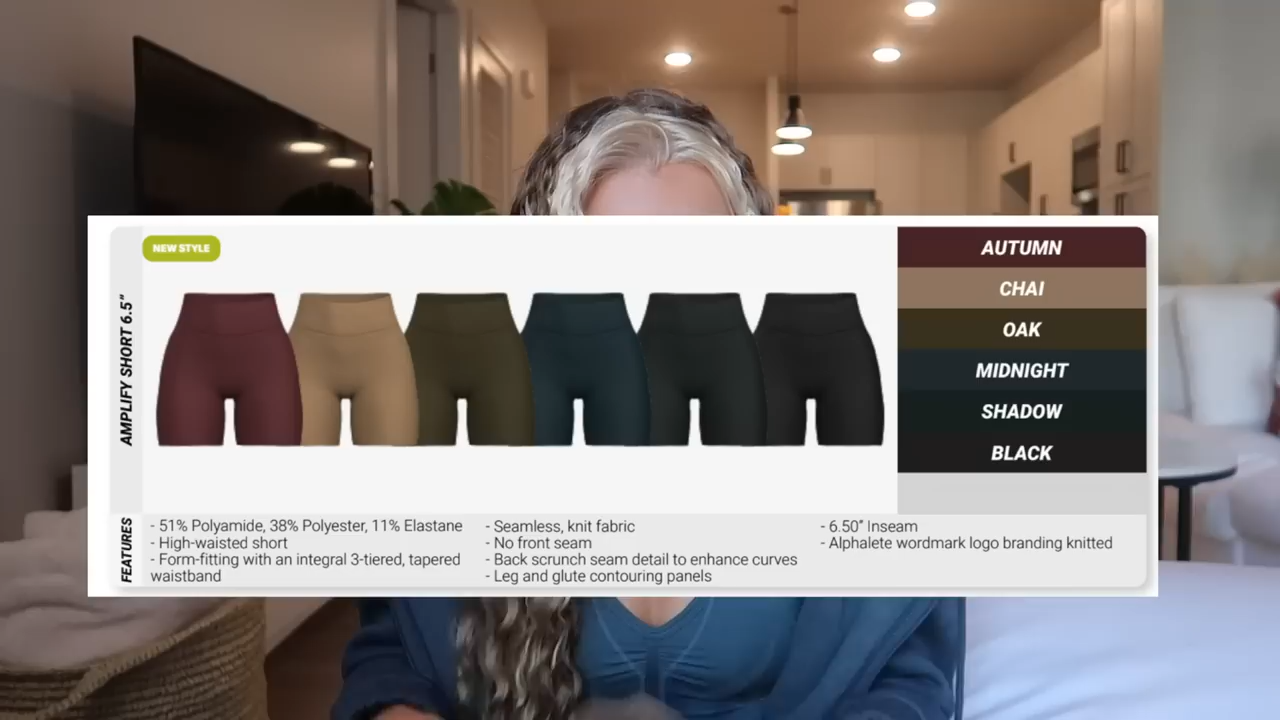 NEW STYLE
AMPLIFY SHORT 6.5"
AUTUMN
CHAI
OAK
MIDNIGHT
SHADOW
BLACK
FEATURES
- 51% Polyamide, 38% Polyester, 11% Elastane
- High-waisted short
- Form-fitting with an integral 3-tiered, tapered
waistband
- Seamless, knit fabric
- No front seam
- Back scrunch seam detail to enhance curves
- Leg and glute contouring panels
- 6.50" Inseam
- Alphalete wordmark logo branding knitted